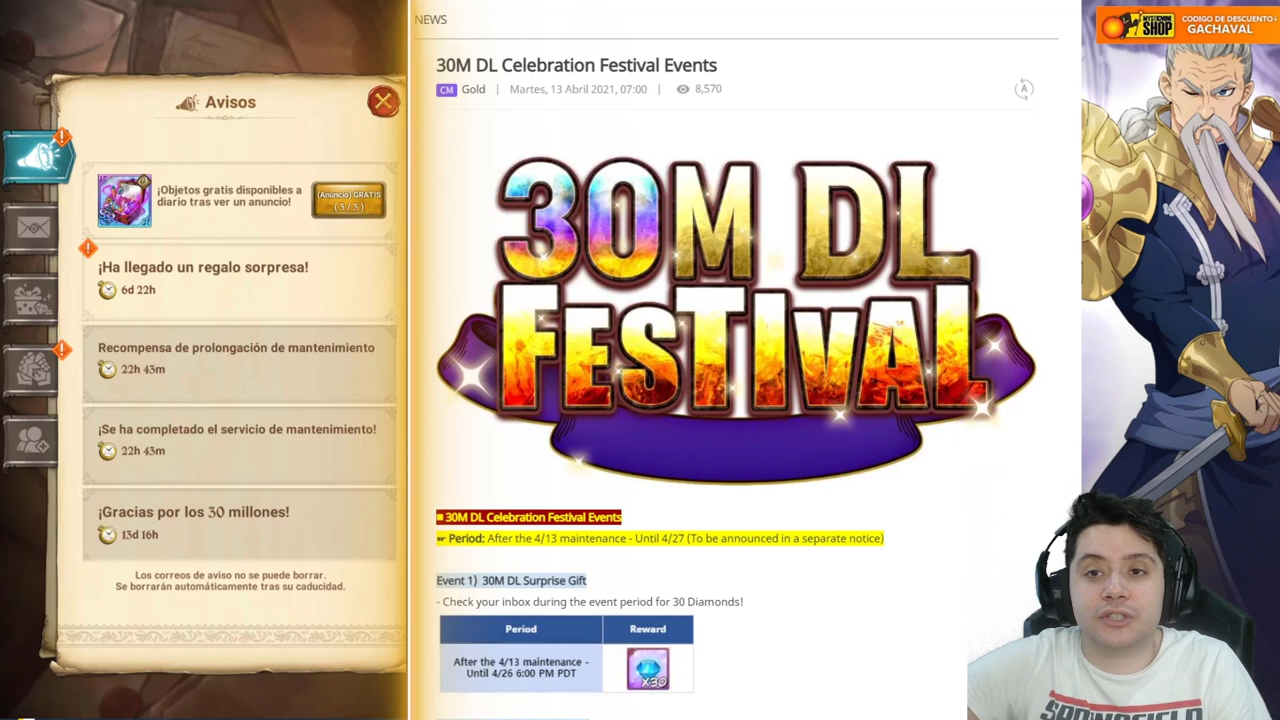 Avisos
¡Objetos gratis disponibles a
diario tras ver un anuncio!
(Anuncio) GRATIS
(3/3)
¡Ha llegado un regalo sorpresa!
6d 22h
Recompensa de prolongación de mantenimiento
22h 43m
¡Se ha completado el servicio de mantenimiento!
22h 43m
¡Gracias por los 30 millones!
13d 16h
Los correos de aviso no se puede borrar.
Se borrarán automáticamente tras su caducidad.
NEWS
30M DL Celebration Festival Events
CM Gold | Martes, 13 Abril 2021, 07:00 | 8,570
A
30M DL
FESTIVAL
■ 30M DL Celebration Festival Events
☛ Period: After the 4/13 maintenance - Until 4/27 (To be announced in a separate notice)
Event 1) 30M DL Surprise Gift
- Check your inbox during the event period for 30 Diamonds!
Period Reward
After the 4/13 maintenance -
Until 4/26 6:00 PM PDT
X30
SHOP
CODIGO DE DESCUENTO
GACHAVAL
SPRINGFIELD